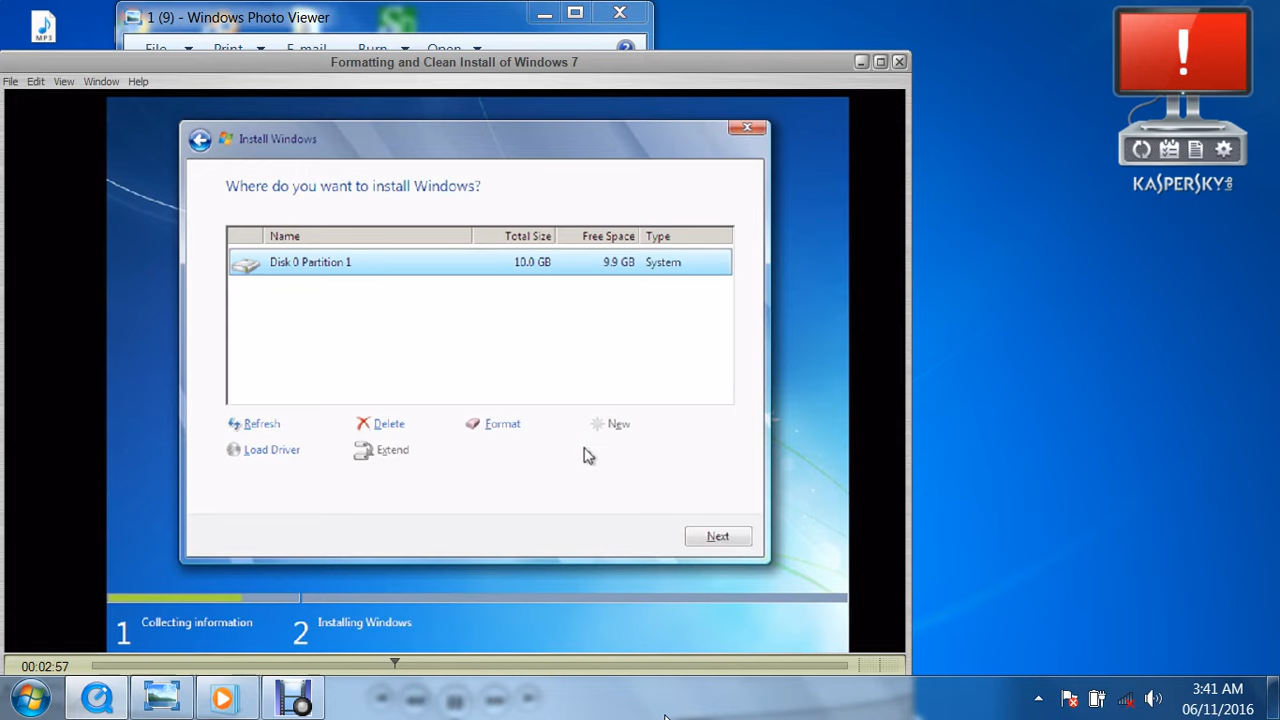 MP3
1 (9) - Windows Photo Viewer
File Print E-mail Burn Open
Formatting and Clean Install of Windows 7
File Edit View Window Help
Install Windows
Where do you want to install Windows?
Name Total Size Free Space Type
Disk 0 Partition 1 10.0 GB 9.9 GB System
Refresh Delete Format New
Load Driver Extend
Next
1 Collecting information 2 Installing Windows
00:02:57
KASPERSKY LAB
3:41 AM
06/11/2016